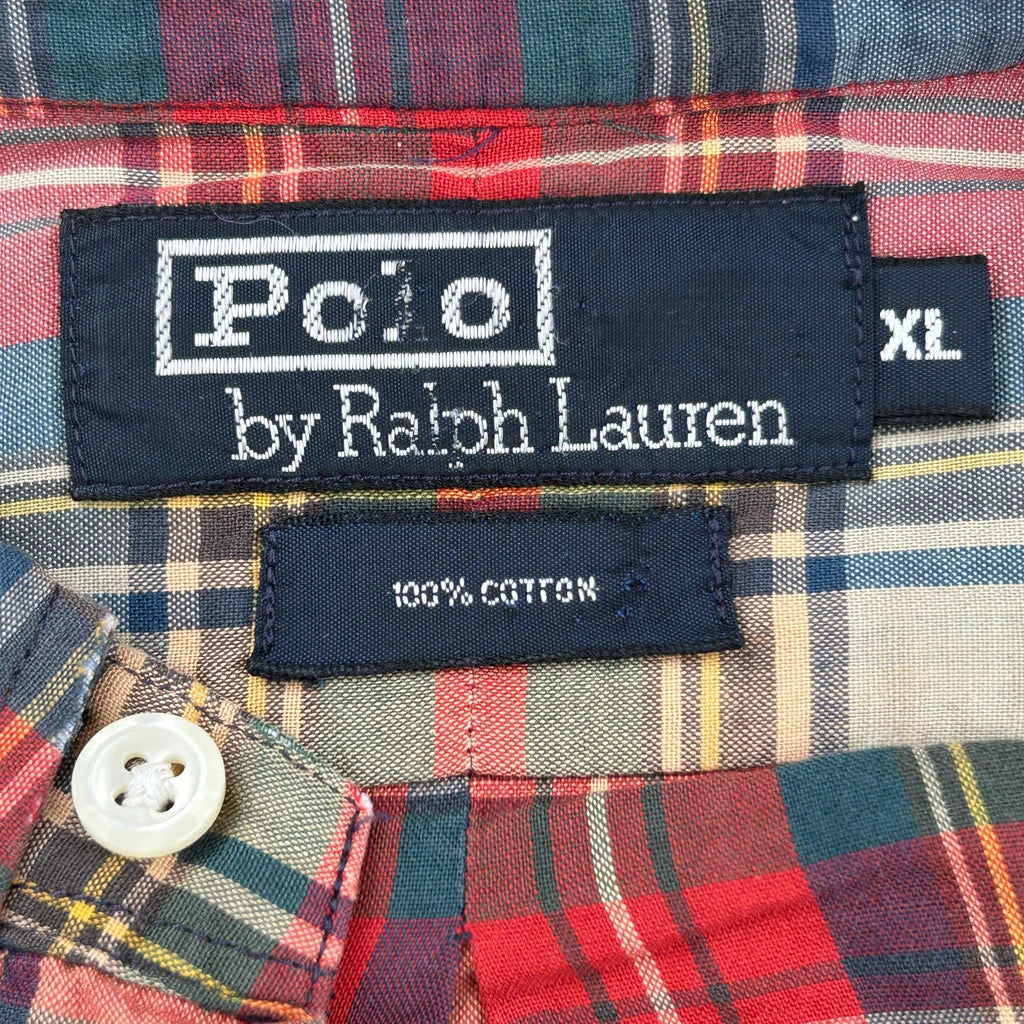 Polo
by Ralph Lauren
XL
100% COTTON